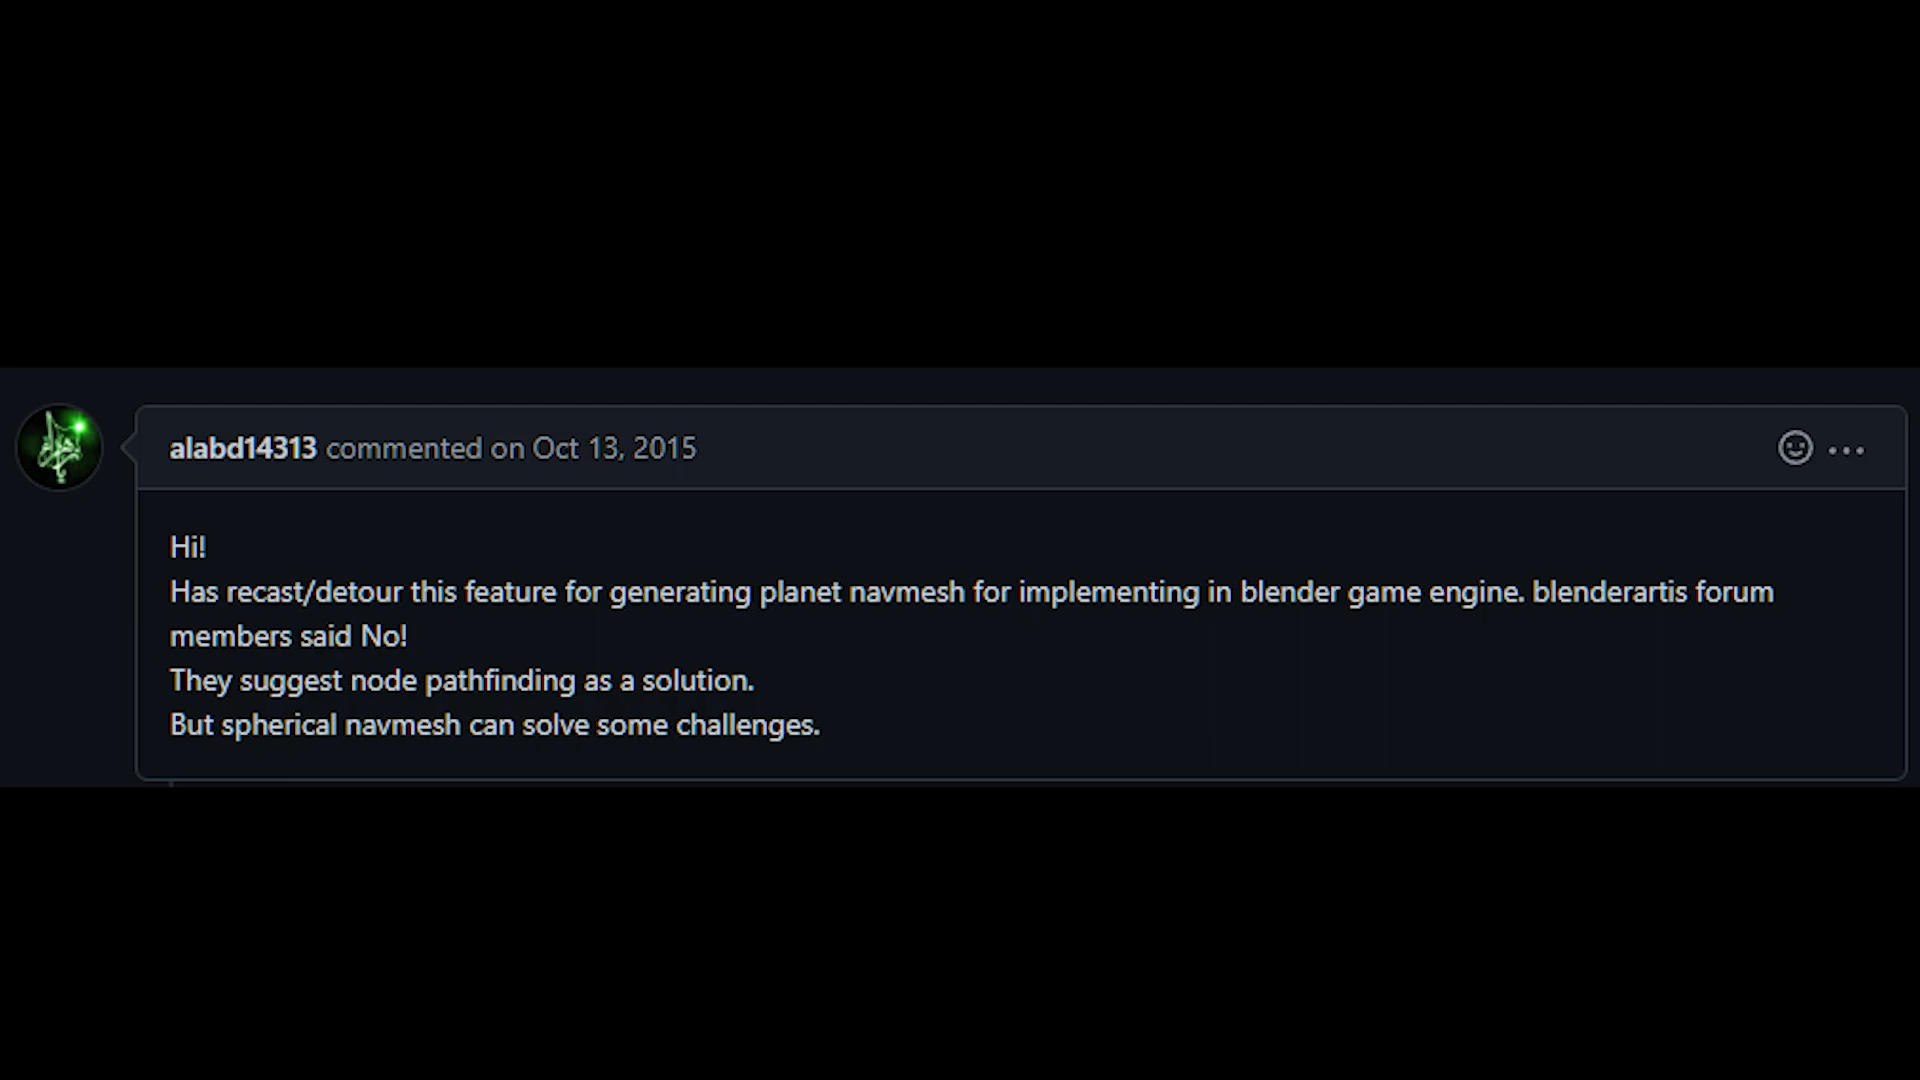 alabd14313 commented on Oct 13, 2015
Hi!
Has recast/detour this feature for generating planet navmesh for implementing in blender game engine. blenderartis forum
members said No!
They suggest node pathfinding as a solution.
But spherical navmesh can solve some challenges.